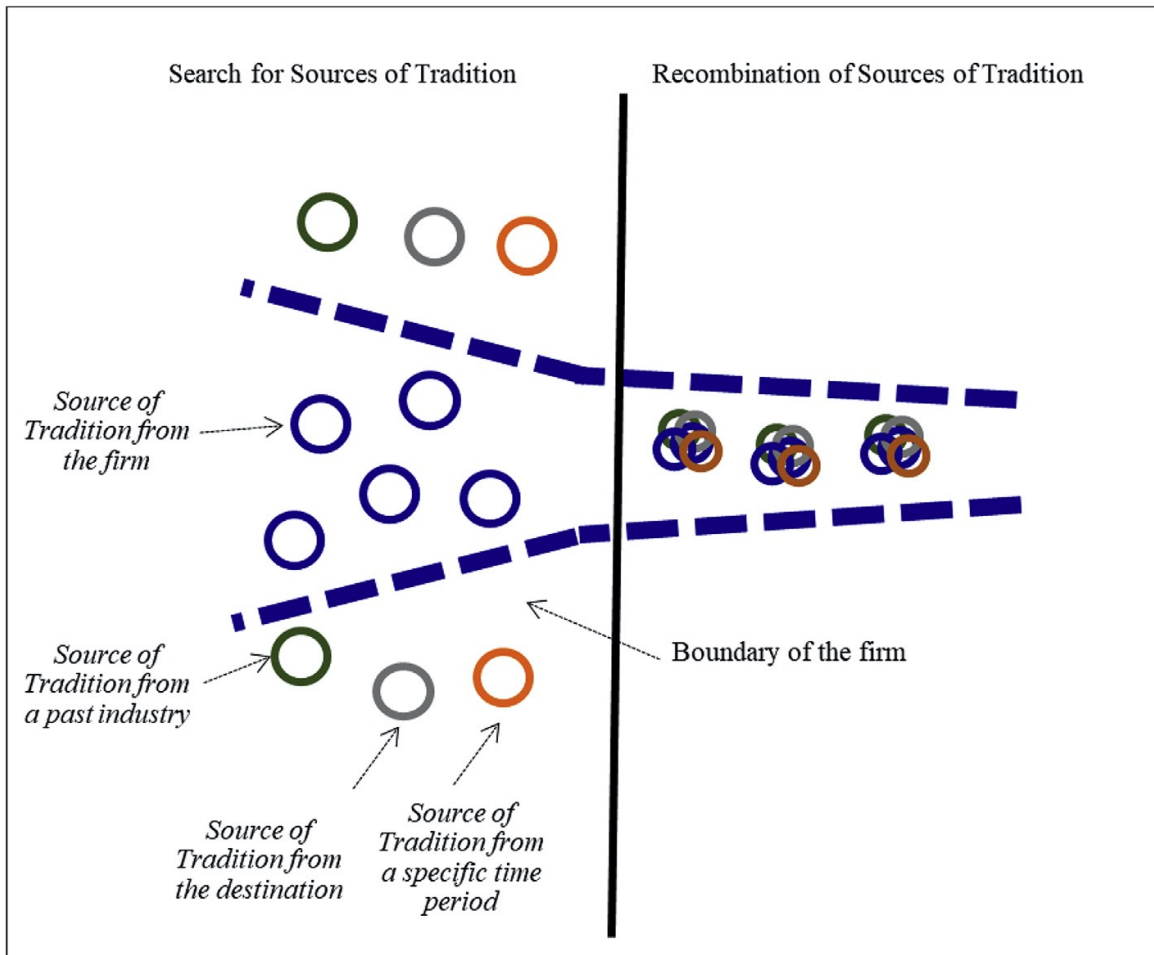 Search for Sources of Tradition
Recombination of Sources of Tradition
Source of
Tradition from
the firm
Source of
Tradition from
a past industry
Boundary of the firm
Source of
Tradition from
the destination
Source of
Tradition from
a specific time
period